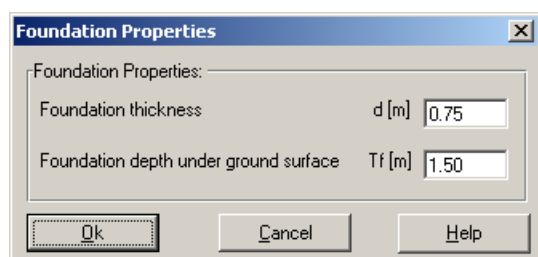 Foundation Properties
Foundation Properties:
Foundation thickness d [m] 0.75
Foundation depth under ground surface Tf [m] 1.50
Ok Cancel Help